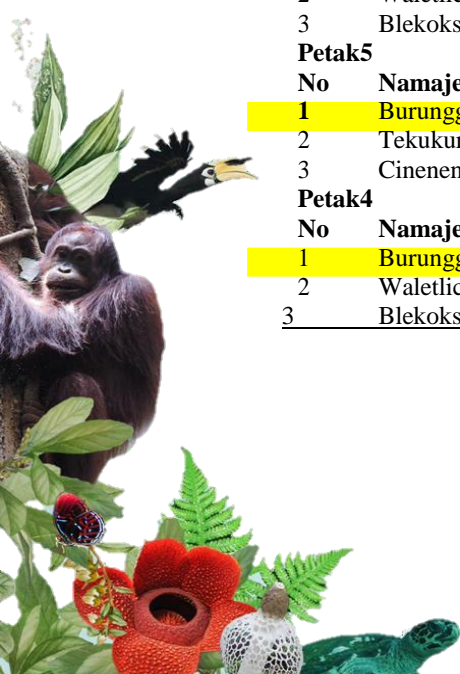 3 Blekoks
Petak5
No Namaje
1 Burungg
2 Tekukur
3 Cinenen
Petak4
No Namaje
1 Burungg
2 Waletlic
3 Blekoks